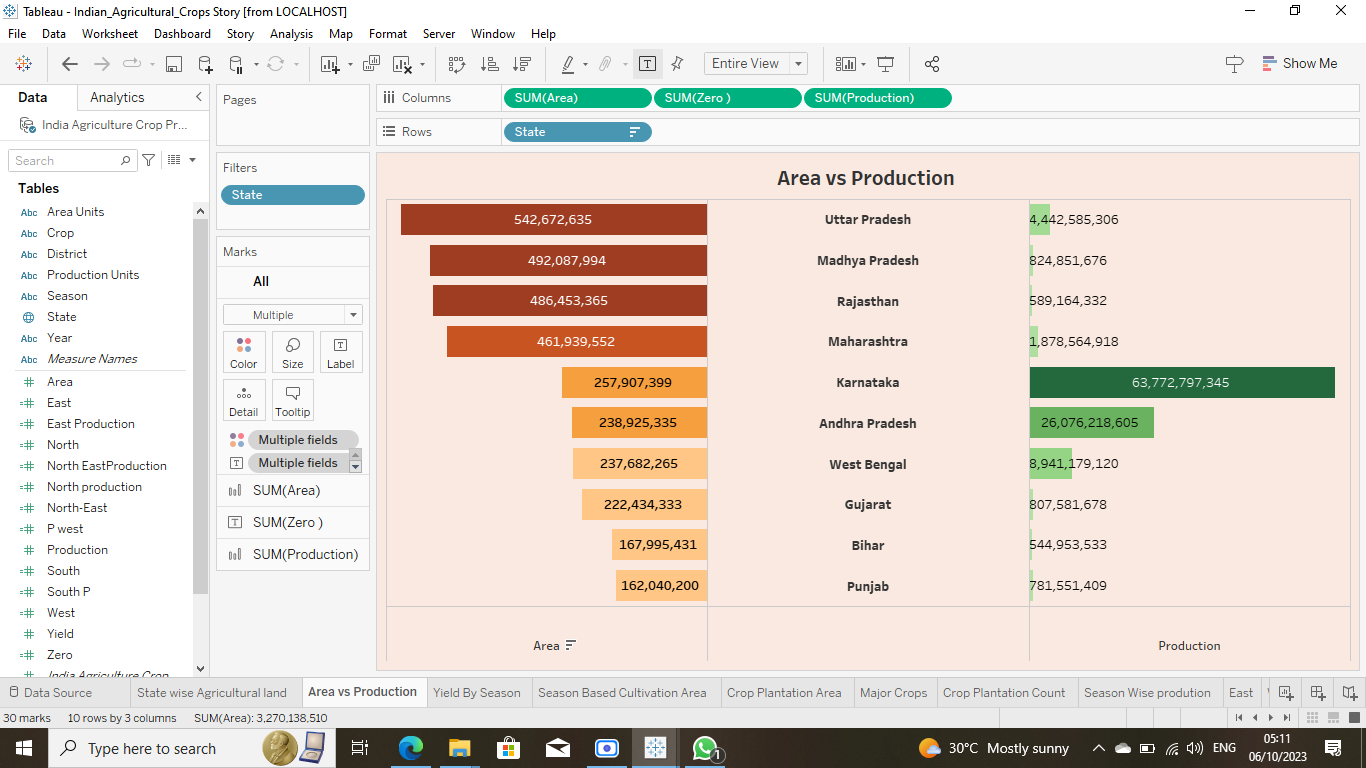 Tableau - Indian_Agricultural_Crops Story [from LOCALHOST]
File Data Worksheet Dashboard Story Analysis Map Format Server Window Help
Entire View
Show Me
Data Analytics
India Agriculture Crop Pr...
Search
Tables
Abc Area Units
Abc Crop
Abc District
Abc Production Units
Abc Season
State
Abc Year
Abc Measure Names
Area
East
East Production
North
North EastProduction
North production
North-East
P west
Production
South
South P
West
Yield
Zero
India Agriculture Crop
Pages
Filters
State
Marks
All
Multiple
Color Size Label
Detail Tooltip
Multiple fields
Multiple fields
SUM(Area)
SUM(Zero )
SUM(Production)
Columns SUM(Area) SUM(Zero ) SUM(Production)
Rows State
Area vs Production
542,672,635 Uttar Pradesh 4,442,585,306
492,087,994 Madhya Pradesh 824,851,676
486,453,365 Rajasthan 589,164,332
461,939,552 Maharashtra 1,878,564,918
257,907,399 Karnataka 63,772,797,345
238,925,335 Andhra Pradesh 26,076,218,605
237,682,265 West Bengal 8,941,179,120
222,434,333 Gujarat 807,581,678
167,995,431 Bihar 544,953,533
162,040,200 Punjab 781,551,409
Area Production
Data Source State wise Agricultural land Area vs Production Yield By Season Season Based Cultivation Area Crop Plantation Area Major Crops Crop Plantation Count Season Wise prodution East
30 marks 10 rows by 3 columns SUM(Area): 3,270,138,510
Type here to search
1
30°C Mostly sunny
ENG
05:11
06/10/2023